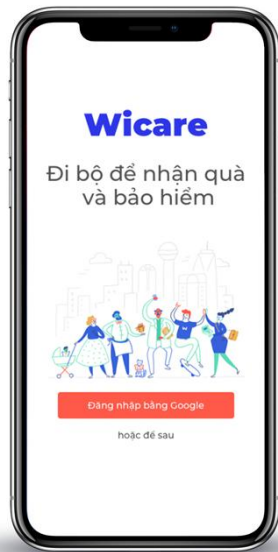 Wicare
Đi bộ để nhận quà
và bảo hiểm
Đăng nhập bằng Google
hoặc để sau